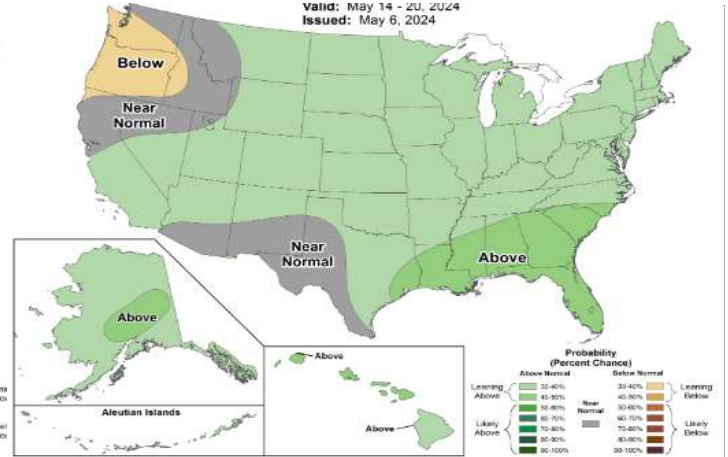 Valid: May 14 - 20, 2024
Issued: May 6, 2024
Below
Near
Normal
Near
Normal
Above
Above
Aleutian Islands
Above
Above
Probability
(Percent Chance)
Above Normal
Below Normal
Leaning
Above
Likely
Above
33-40%
40-50%
50-60%
60-70%
70-80%
80-90%
90-100%
Near
Normal
33-40%
40-50%
50-60%
60-70%
70-80%
80-90%
90-100%
Leaning
Below
Likely
Below